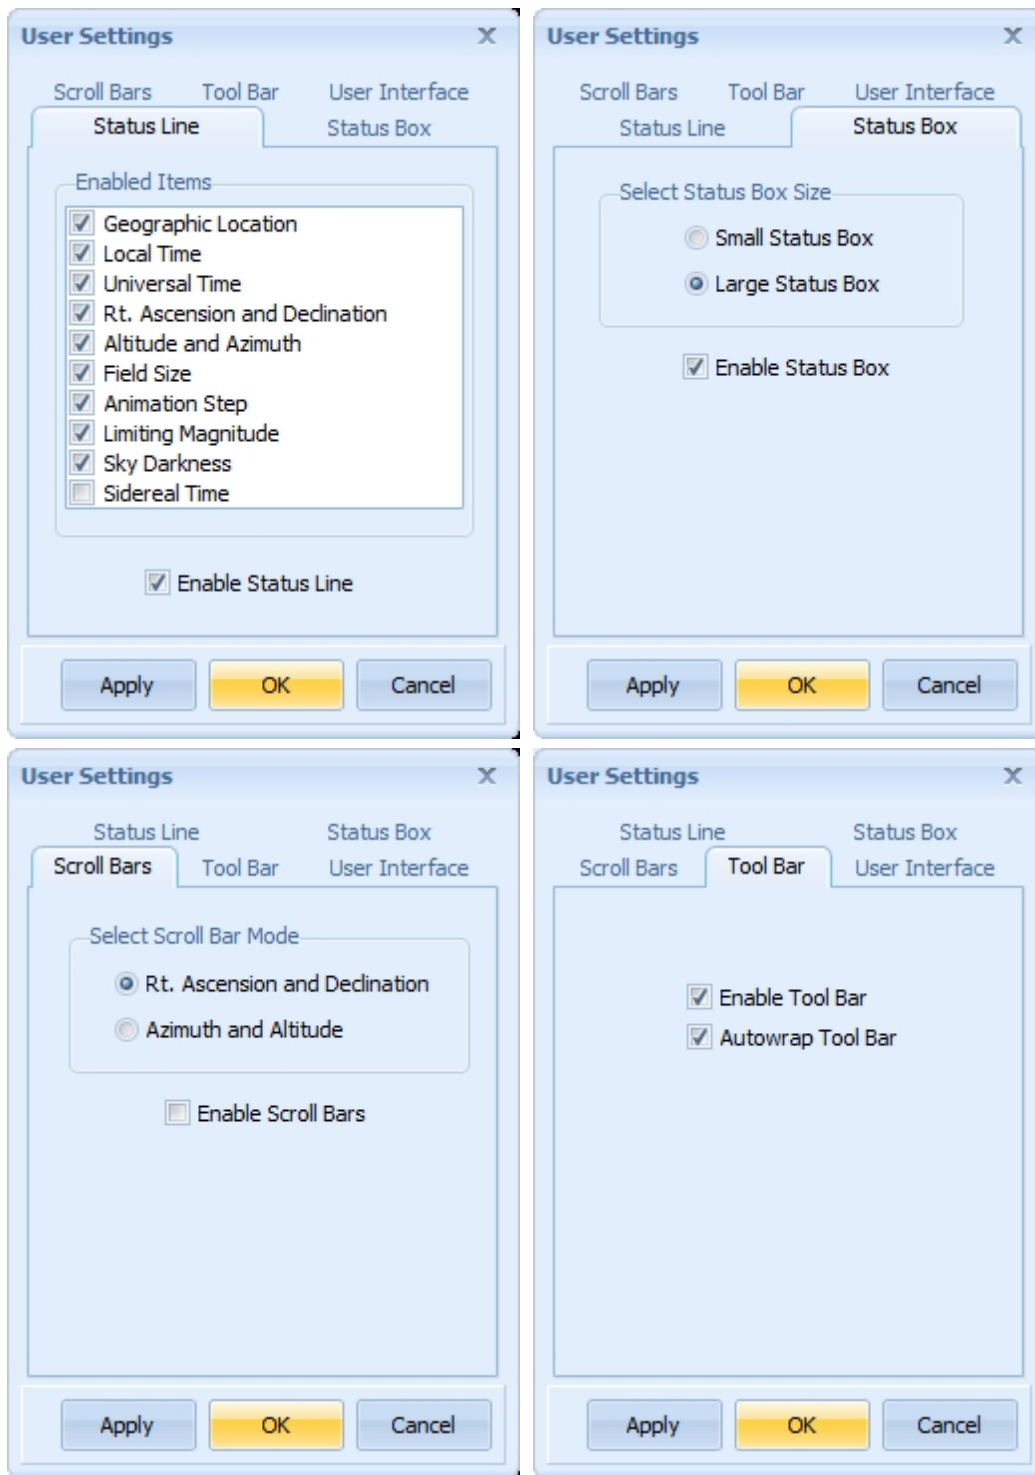 User Settings X
Scroll Bars Tool Bar User Interface
Status Line Status Box
Enabled Items
Geographic Location
Local Time
Universal Time
Rt. Ascension and Declination
Altitude and Azimuth
Field Size
Animation Step
Limiting Magnitude
Sky Darkness
Sidereal Time
Enable Status Line
Apply OK Cancel
User Settings X
Scroll Bars Tool Bar User Interface
Status Line Status Box
Select Status Box Size
Small Status Box
Large Status Box
Enable Status Box
Apply OK Cancel
User Settings X
Status Line Status Box
Scroll Bars Tool Bar User Interface
Select Scroll Bar Mode
Rt. Ascension and Declination
Azimuth and Altitude
Enable Scroll Bars
Apply OK Cancel
User Settings X
Status Line Status Box
Scroll Bars Tool Bar User Interface
Enable Tool Bar
Autowrap Tool Bar
Apply OK Cancel